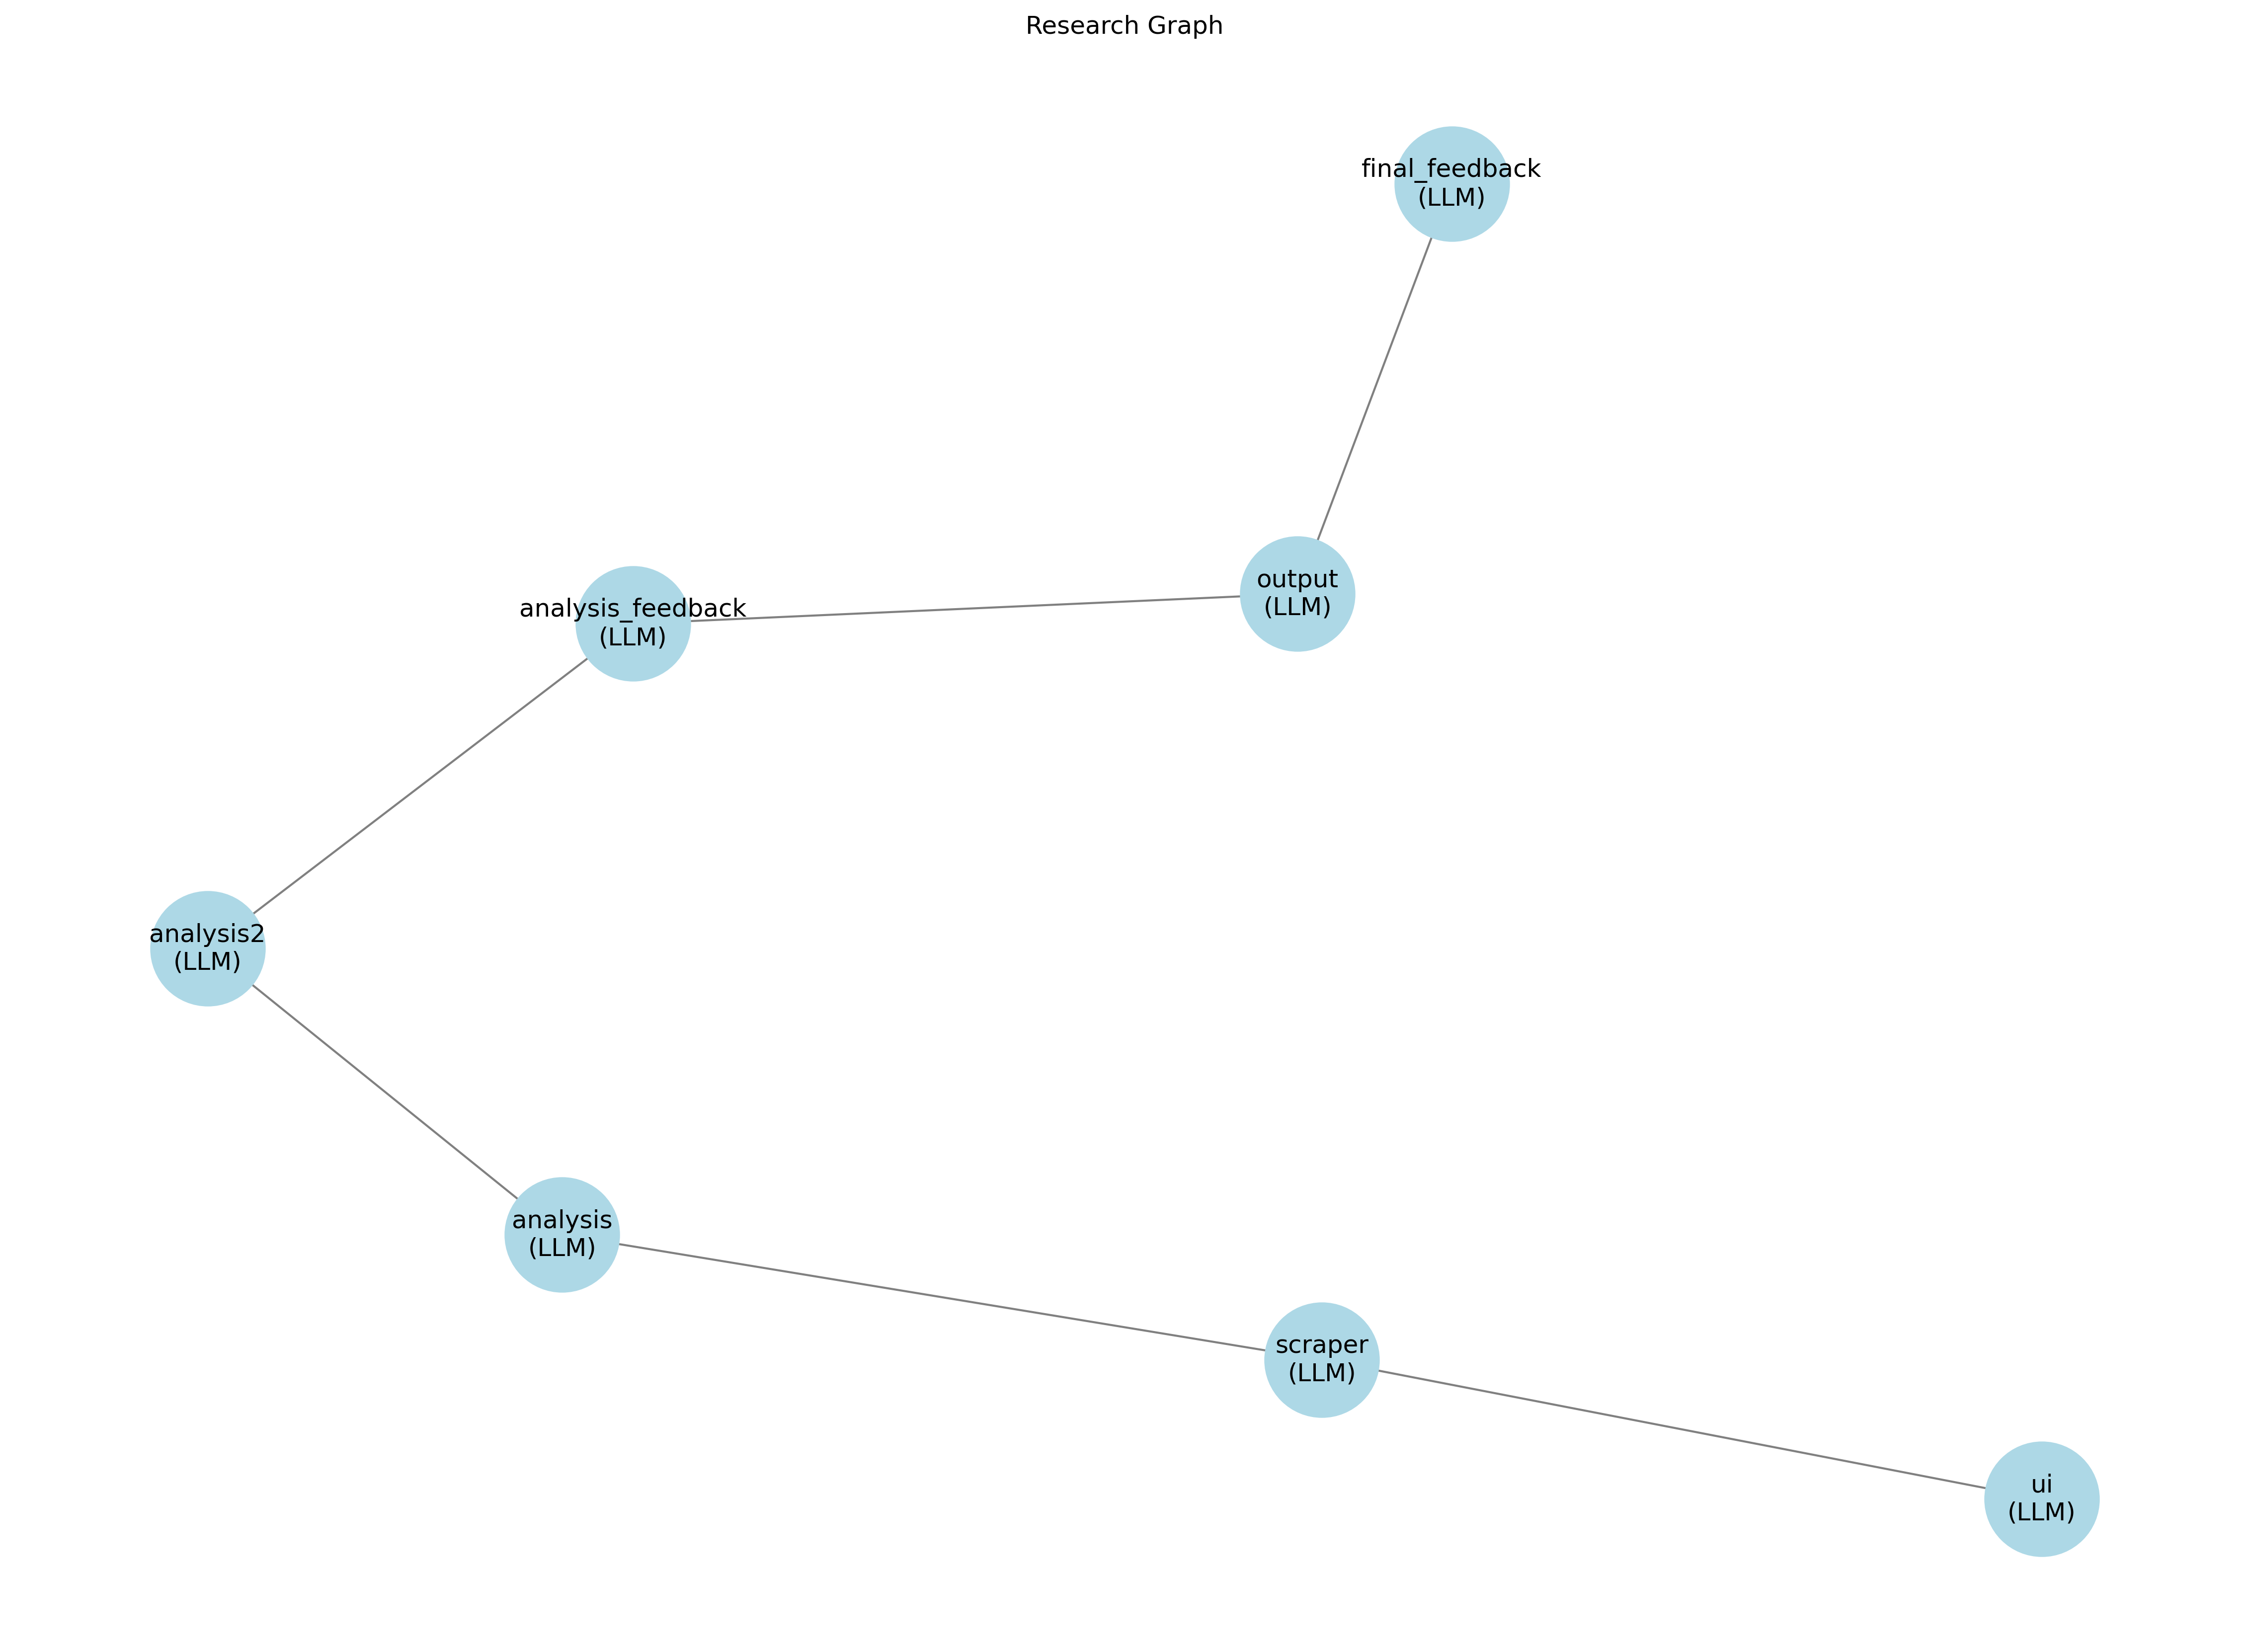 Research Graph
final_feedback
(LLM)
output
(LLM)
analysis_feedback
(LLM)
analysis2
(LLM)
analysis
(LLM)
scraper
(LLM)
ui
(LLM)